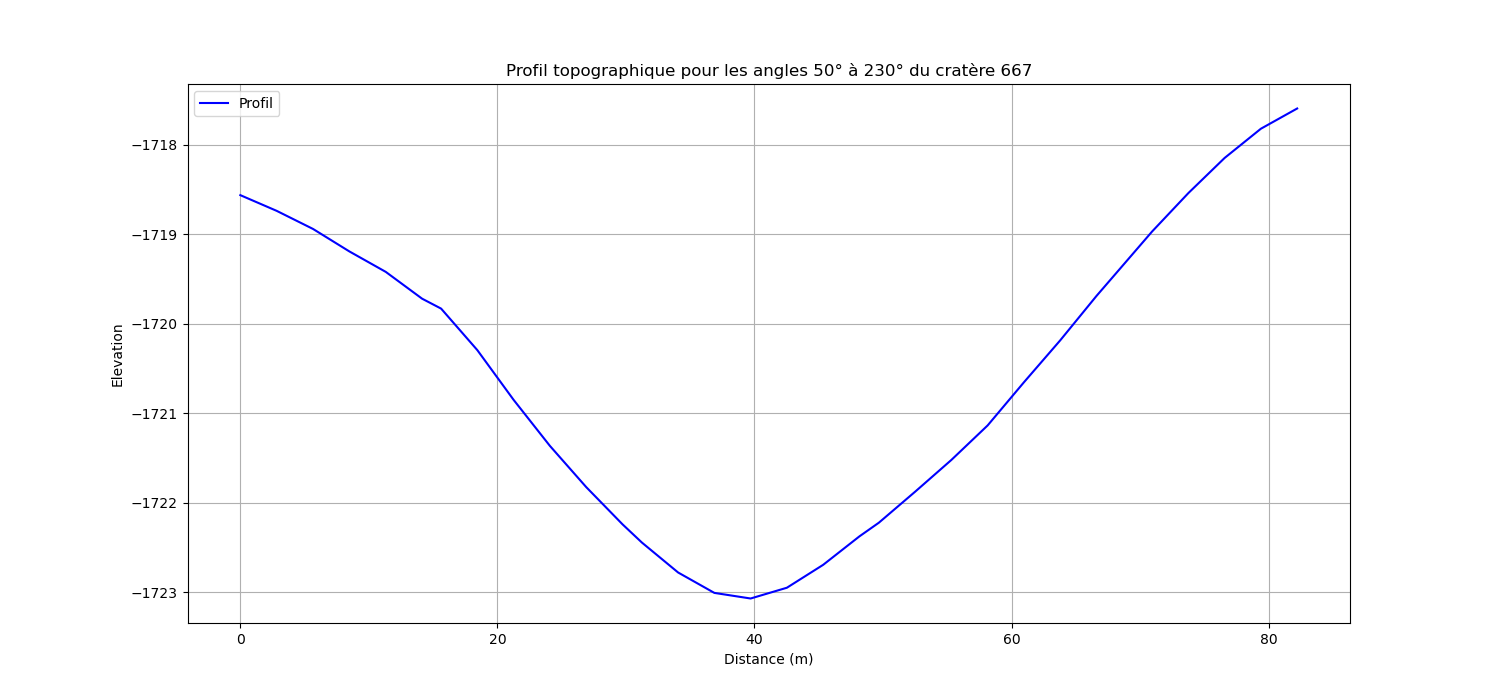 Profil topographique pour les angles 50° à 230° du cratère 667
Profil
−1718
−1719
−1720
−1721
−1722
−1723
Elevation
0 20 40 60 80
Distance (m)